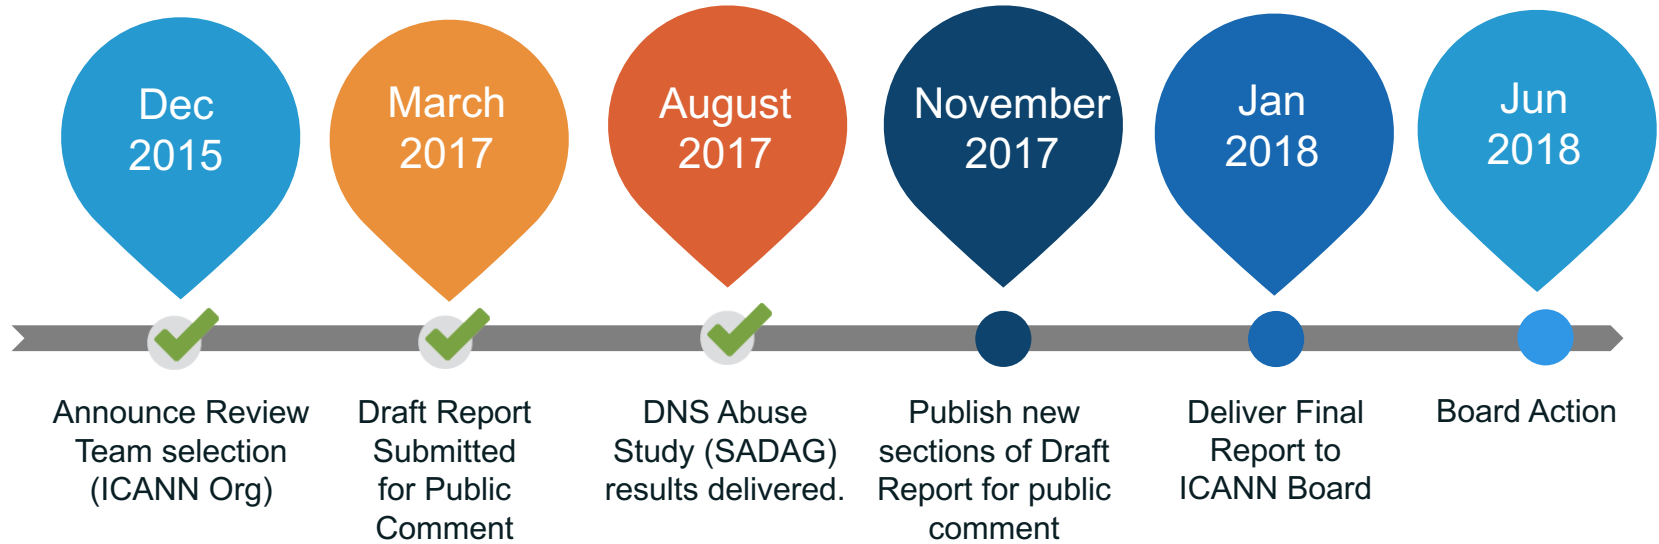 Dec
2015
March
2017
August
2017
November
2017
Jan
2018
Jun
2018
Announce Review
Team selection
(ICANN Org)
Draft Report
Submitted
for Public
Comment
DNS Abuse
Study (SADAG)
results delivered.
Publish new
sections of Draft
Report for public
comment
Deliver Final
Report to
ICANN Board
Board Action